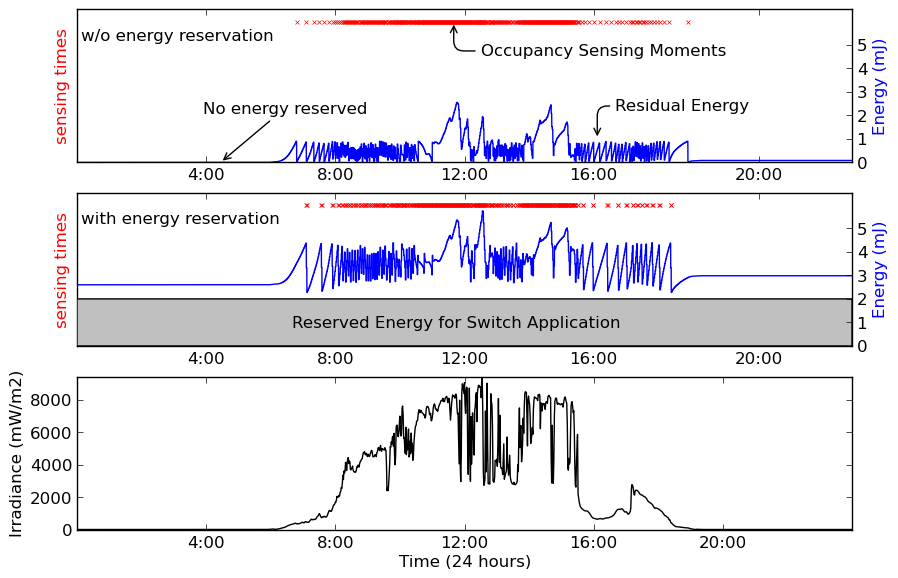 w/o energy reservation
Occupancy Sensing Moments
No energy reserved
Residual Energy
sensing times
Energy (mJ)
5
4
3
2
1
0
4:00 8:00 12:00 16:00 20:00
with energy reservation
Reserved Energy for Switch Application
sensing times
Energy (mJ)
5
4
3
2
1
0
4:00 8:00 12:00 16:00 20:00
Irradiance (mW/m2)
8000
6000
4000
2000
0
4:00 8:00 12:00 16:00 20:00
Time (24 hours)